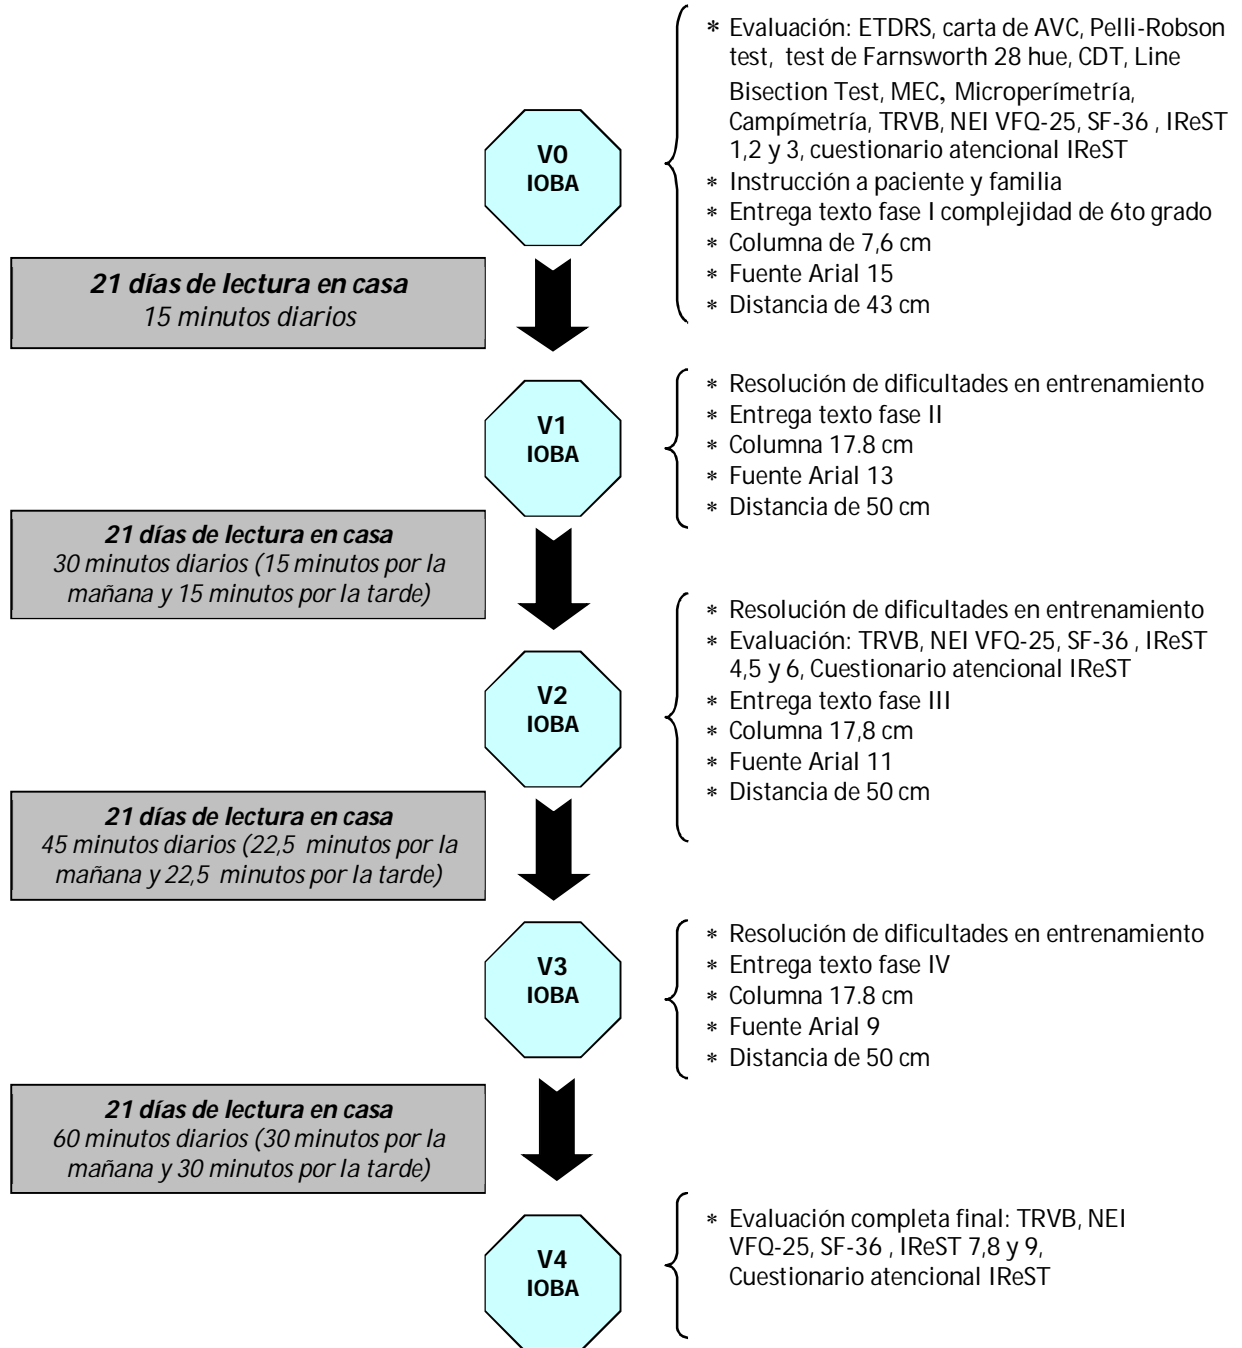 * Evaluación: ETDRS, carta de AVC, Pelli-Robson
test, test de Farnsworth 28 hue, CDT, Line
Bisection Test, MEC, Microperímetría,
Campímetría, TRVB, NEI VFQ-25, SF-36 , IReST
1,2 y 3, cuestionario atencional IReST
* Instrucción a paciente y familia
* Entrega texto fase I complejidad de 6to grado
* Columna de 7,6 cm
* Fuente Arial 15
* Distancia de 43 cm
V0
IOBA
21 días de lectura en casa
15 minutos diarios
* Resolución de dificultades en entrenamiento
* Entrega texto fase II
* Columna 17.8 cm
* Fuente Arial 13
* Distancia de 50 cm
V1
IOBA
21 días de lectura en casa
30 minutos diarios (15 minutos por la
mañana y 15 minutos por la tarde)
* Resolución de dificultades en entrenamiento
* Evaluación: TRVB, NEI VFQ-25, SF-36 , IReST
4,5 y 6, Cuestionario atencional IReST
* Entrega texto fase III
* Columna 17,8 cm
* Fuente Arial 11
* Distancia de 50 cm
V2
IOBA
21 días de lectura en casa
45 minutos diarios (22,5 minutos por la
mañana y 22,5 minutos por la tarde)
* Resolución de dificultades en entrenamiento
* Entrega texto fase IV
* Columna 17.8 cm
* Fuente Arial 9
* Distancia de 50 cm
V3
IOBA
21 días de lectura en casa
60 minutos diarios (30 minutos por la
mañana y 30 minutos por la tarde)
* Evaluación completa final: TRVB, NEI
VFQ-25, SF-36 , IReST 7,8 y 9,
Cuestionario atencional IReST
V4
IOBA